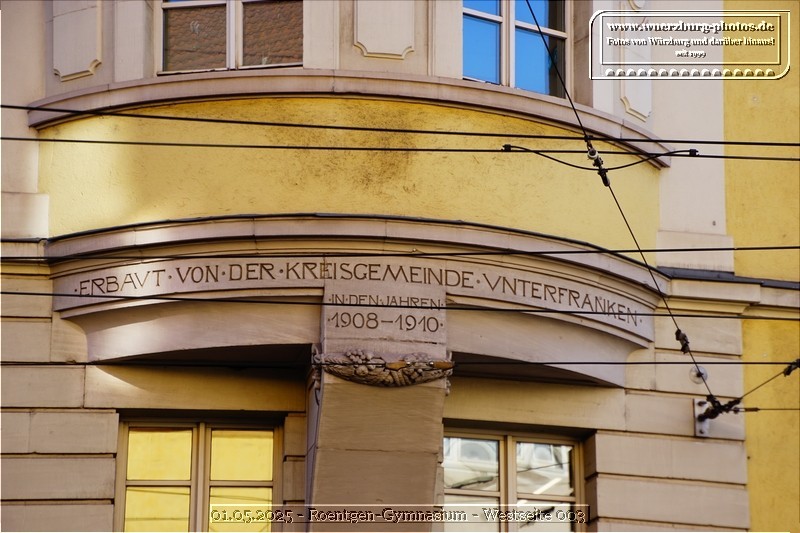 www.wuerzburg-photos.de
Fotos von Würzburg und darüber hinaus!
seit 1999
·ERBAVT·VON·DER·KREISGEMEINDE·VNTERFRANKEN·
·IN·DEN·JAHREN·
·1908-1910·
01.05.2025 - Roentgen-Gymnasium - Westseite 003